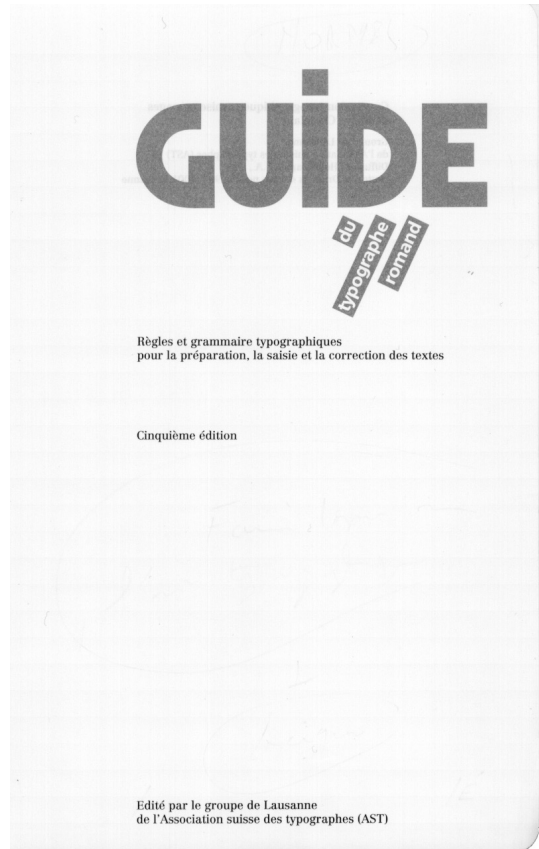 GUiDE
du
typographe
romand
Règles et grammaire typographiques
pour la préparation, la saisie et la correction des textes
Cinquième édition
Edité par le groupe de Lausanne
de l'Association suisse des typographes (AST)